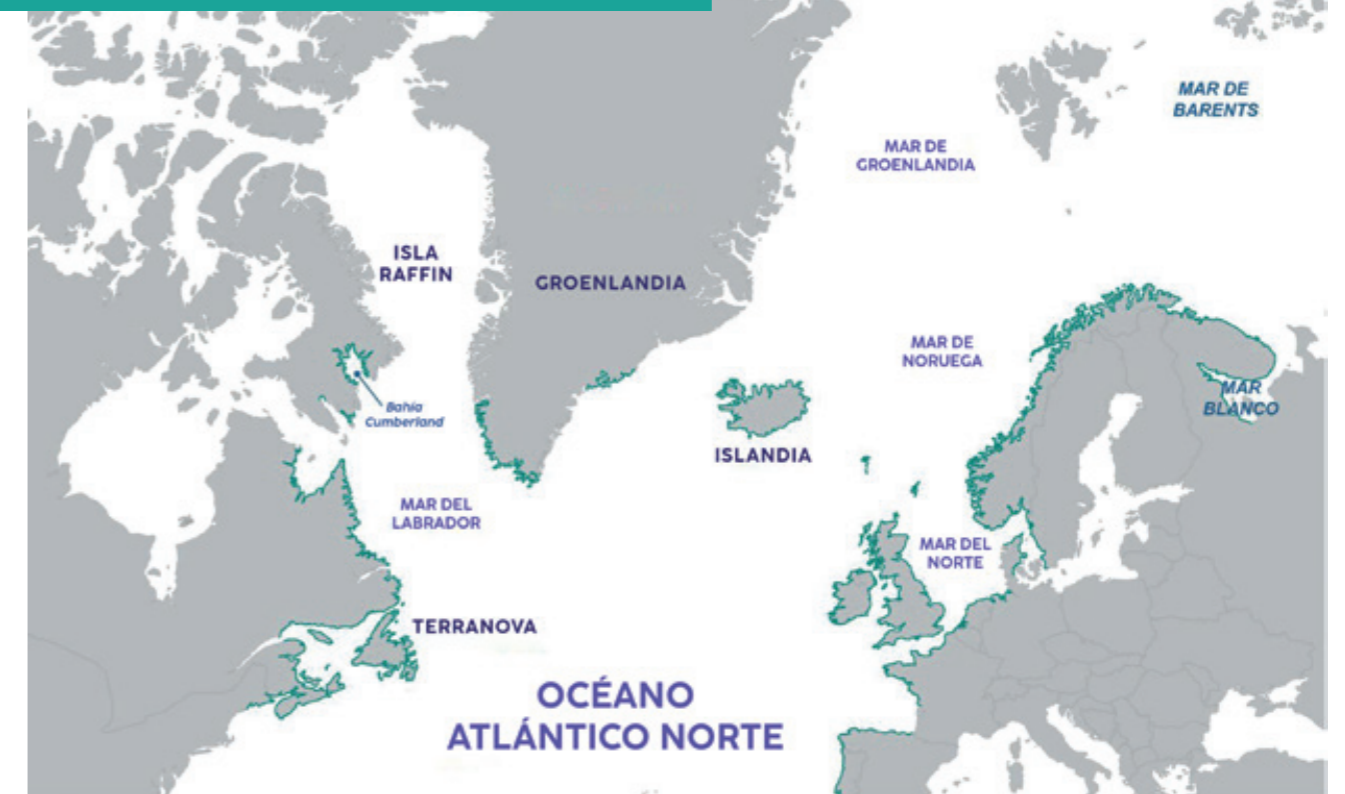 MAR DE
BARENTS
MAR DE
GROENLANDIA
ISLA
RAFFIN
GROENLANDIA
MAR DE
NORUEGA
MAR
BLANCO
Bahía
Cumberland
ISLANDIA
MAR DEL
LABRADOR
MAR DEL
NORTE
TERRANOVA
OCÉANO
ATLÁNTICO NORTE